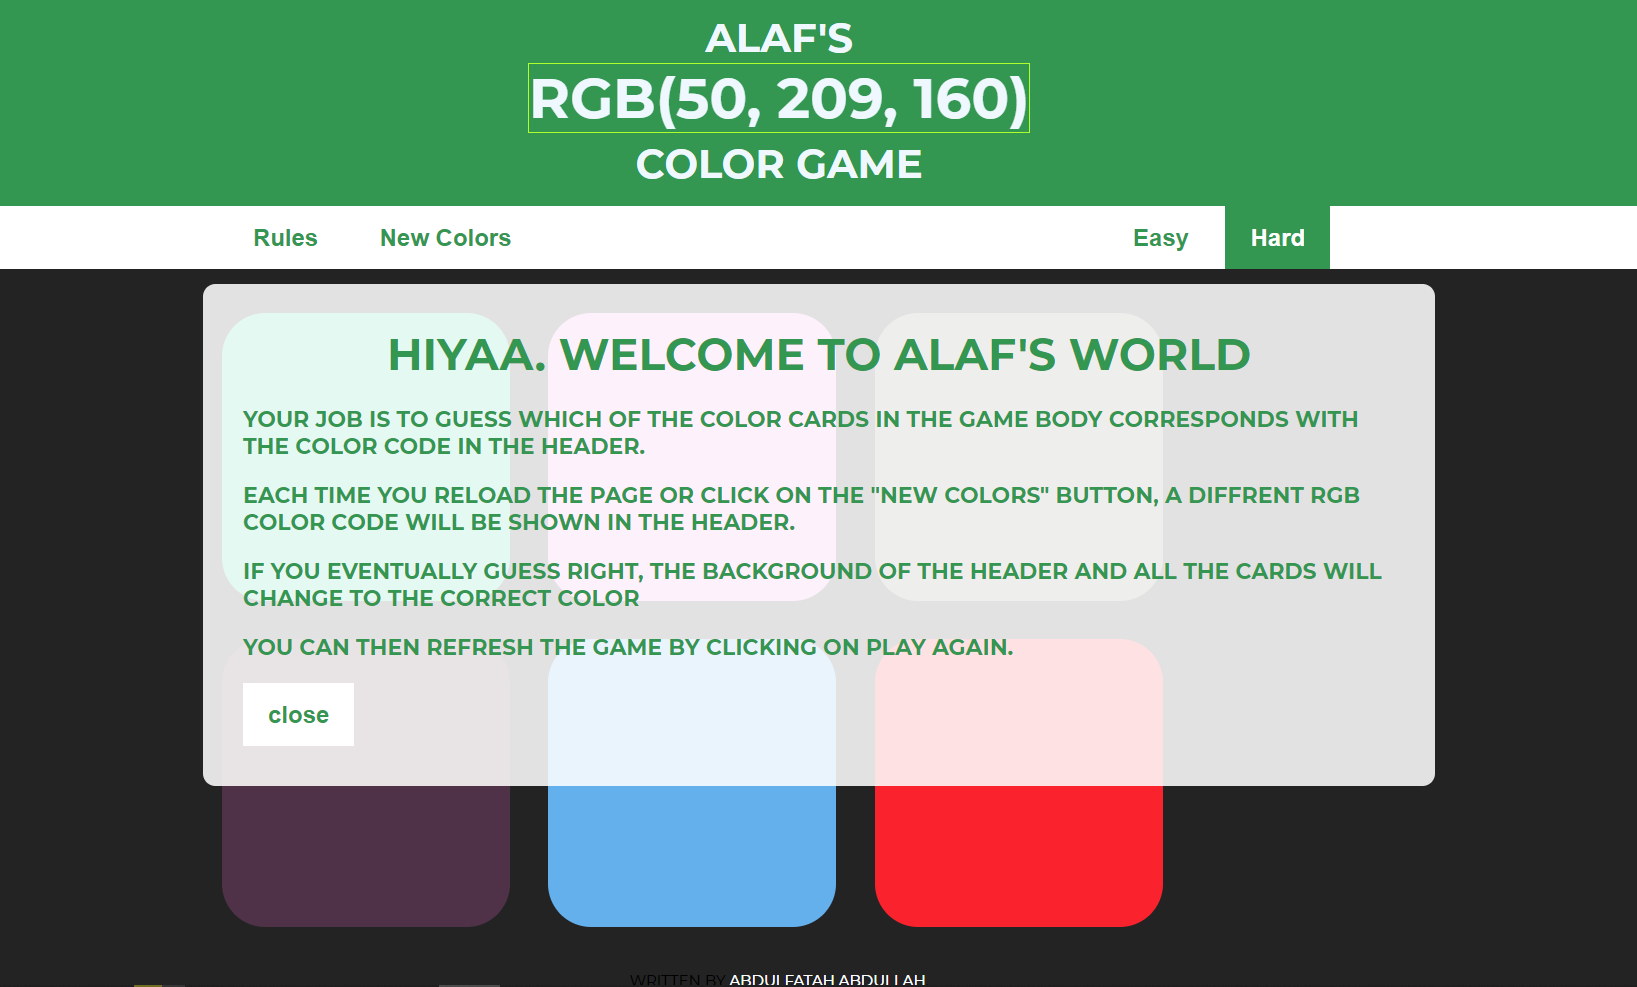 ALAF'S
RGB(50, 209, 160)
COLOR GAME
Rules
New Colors
Easy
Hard
HIYAA. WELCOME TO ALAF'S WORLD
YOUR JOB IS TO GUESS WHICH OF THE COLOR CARDS IN THE GAME BODY CORRESPONDS WITH
THE COLOR CODE IN THE HEADER.
EACH TIME YOU RELOAD THE PAGE OR CLICK ON THE "NEW COLORS" BUTTON, A DIFFRENT RGB
COLOR CODE WILL BE SHOWN IN THE HEADER.
IF YOU EVENTUALLY GUESS RIGHT, THE BACKGROUND OF THE HEADER AND ALL THE CARDS WILL
CHANGE TO THE CORRECT COLOR
YOU CAN THEN REFRESH THE GAME BY CLICKING ON PLAY AGAIN.
close
WRITTEN BY ABDULFATAH ABDULLAH